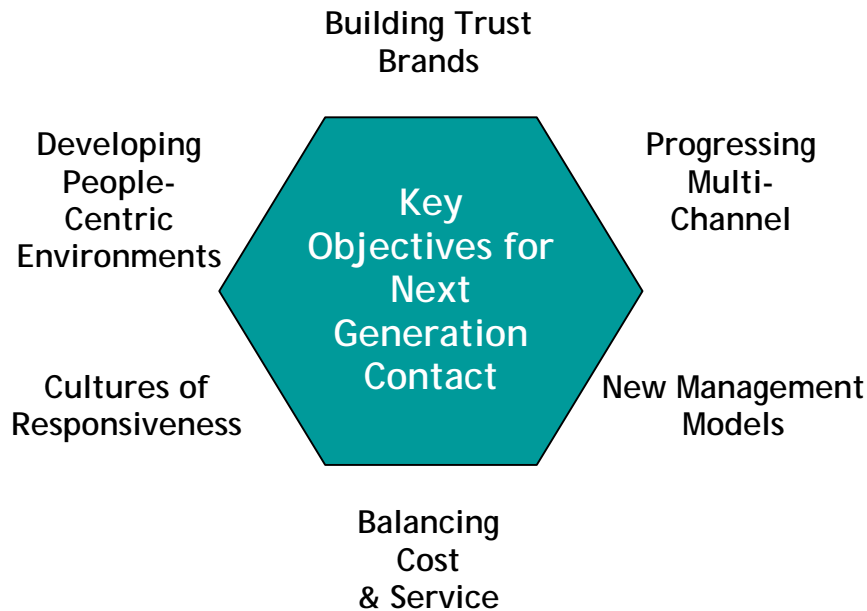 Building Trust
Brands
Developing
People-
Centric
Environments
Progressing
Multi-
Channel
Key
Objectives for
Next
Generation
Contact
Cultures of
Responsiveness
New Management
Models
Balancing
Cost
& Service